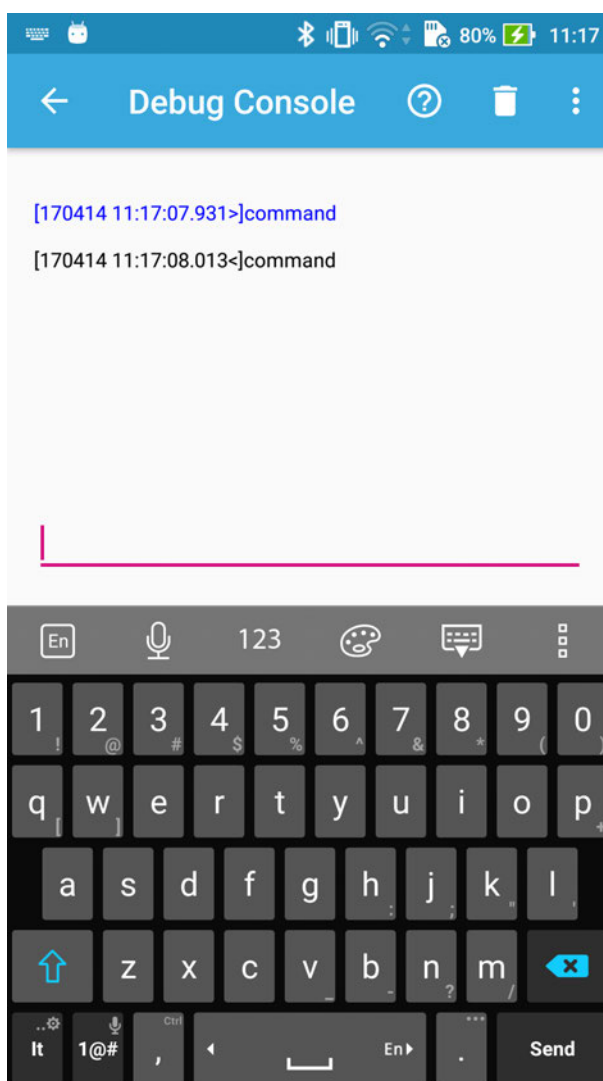 80% 11:17
Debug Console
[170414 11:17:07.931>]command
[170414 11:17:08.013<]command
En 123
1 ! 2 @ 3 # 4 $ 5 % 6 ^ 7 & 8 * 9 ( 0 )
q [ w ] e r t y u i o p +
a s d f g h : j ; k " l '
z x c v _ b - n ? m /
.. It 1@# Ctrl , En . ... Send